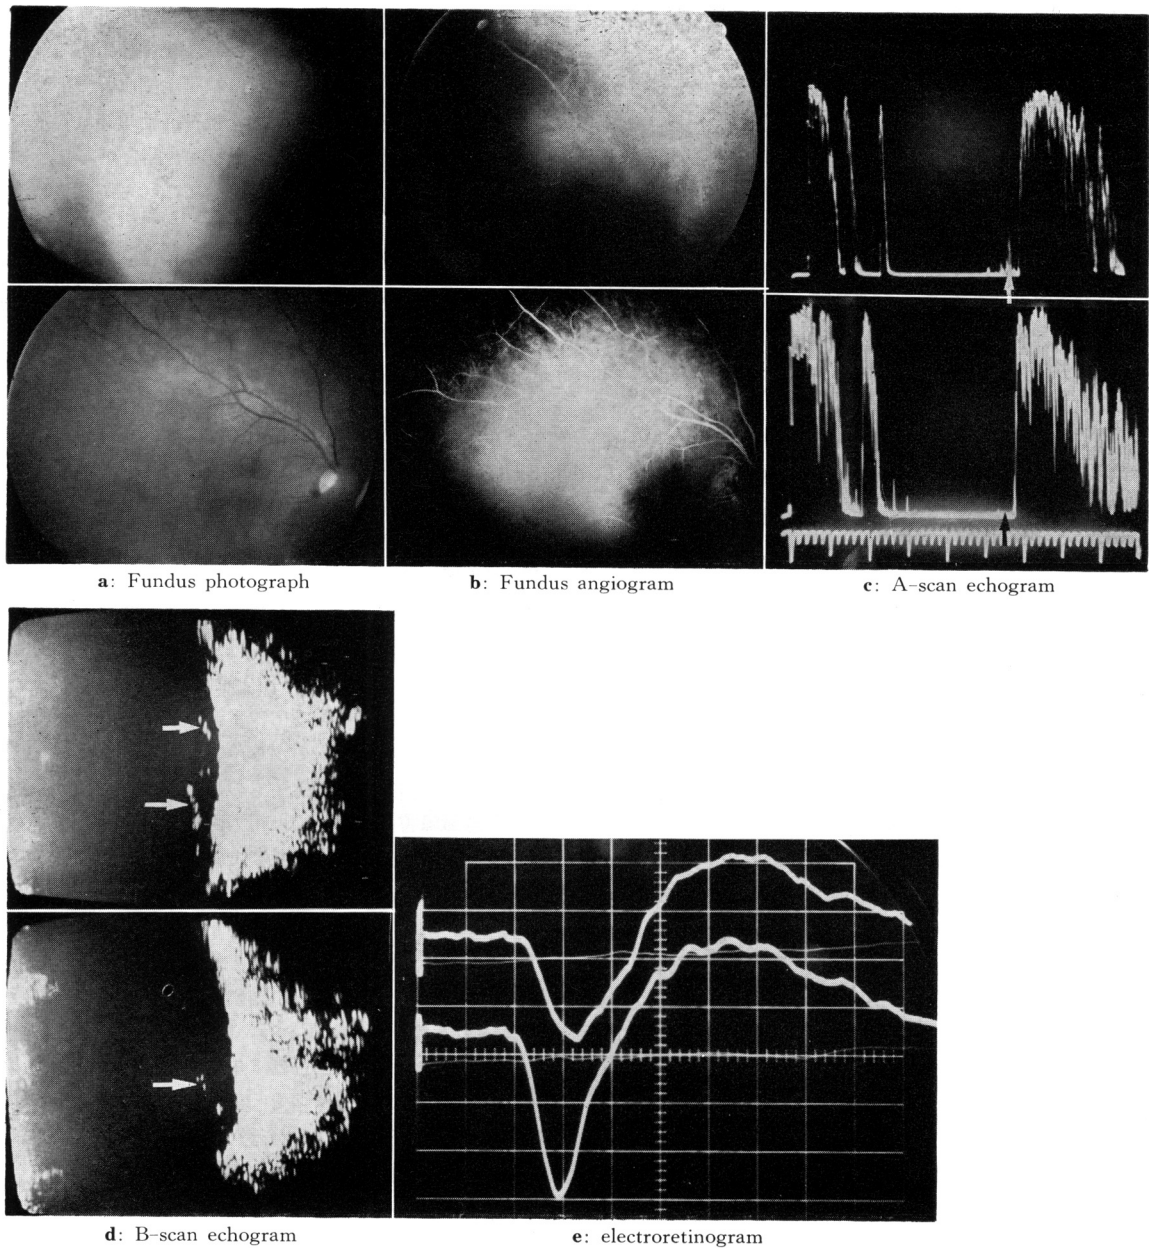 a: Fundus photograph
b: Fundus angiogram
c: A-scan echogram
d: B-scan echogram
e: electroretinogram